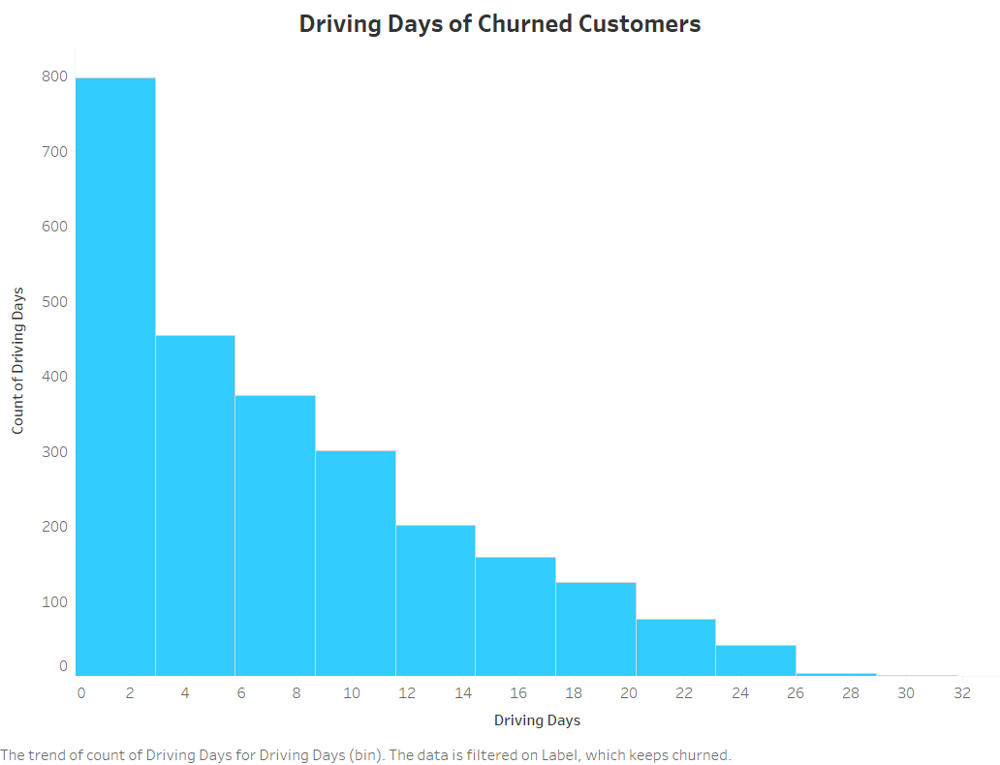 Driving Days of Churned Customers
800
700
600
500
400
300
200
100
0
Count of Driving Days
0 2 4 6 8 10 12 14 16 18 20 22 24 26 28 30 32
Driving Days
The trend of count of Driving Days for Driving Days (bin). The data is filtered on Label, which keeps churned.